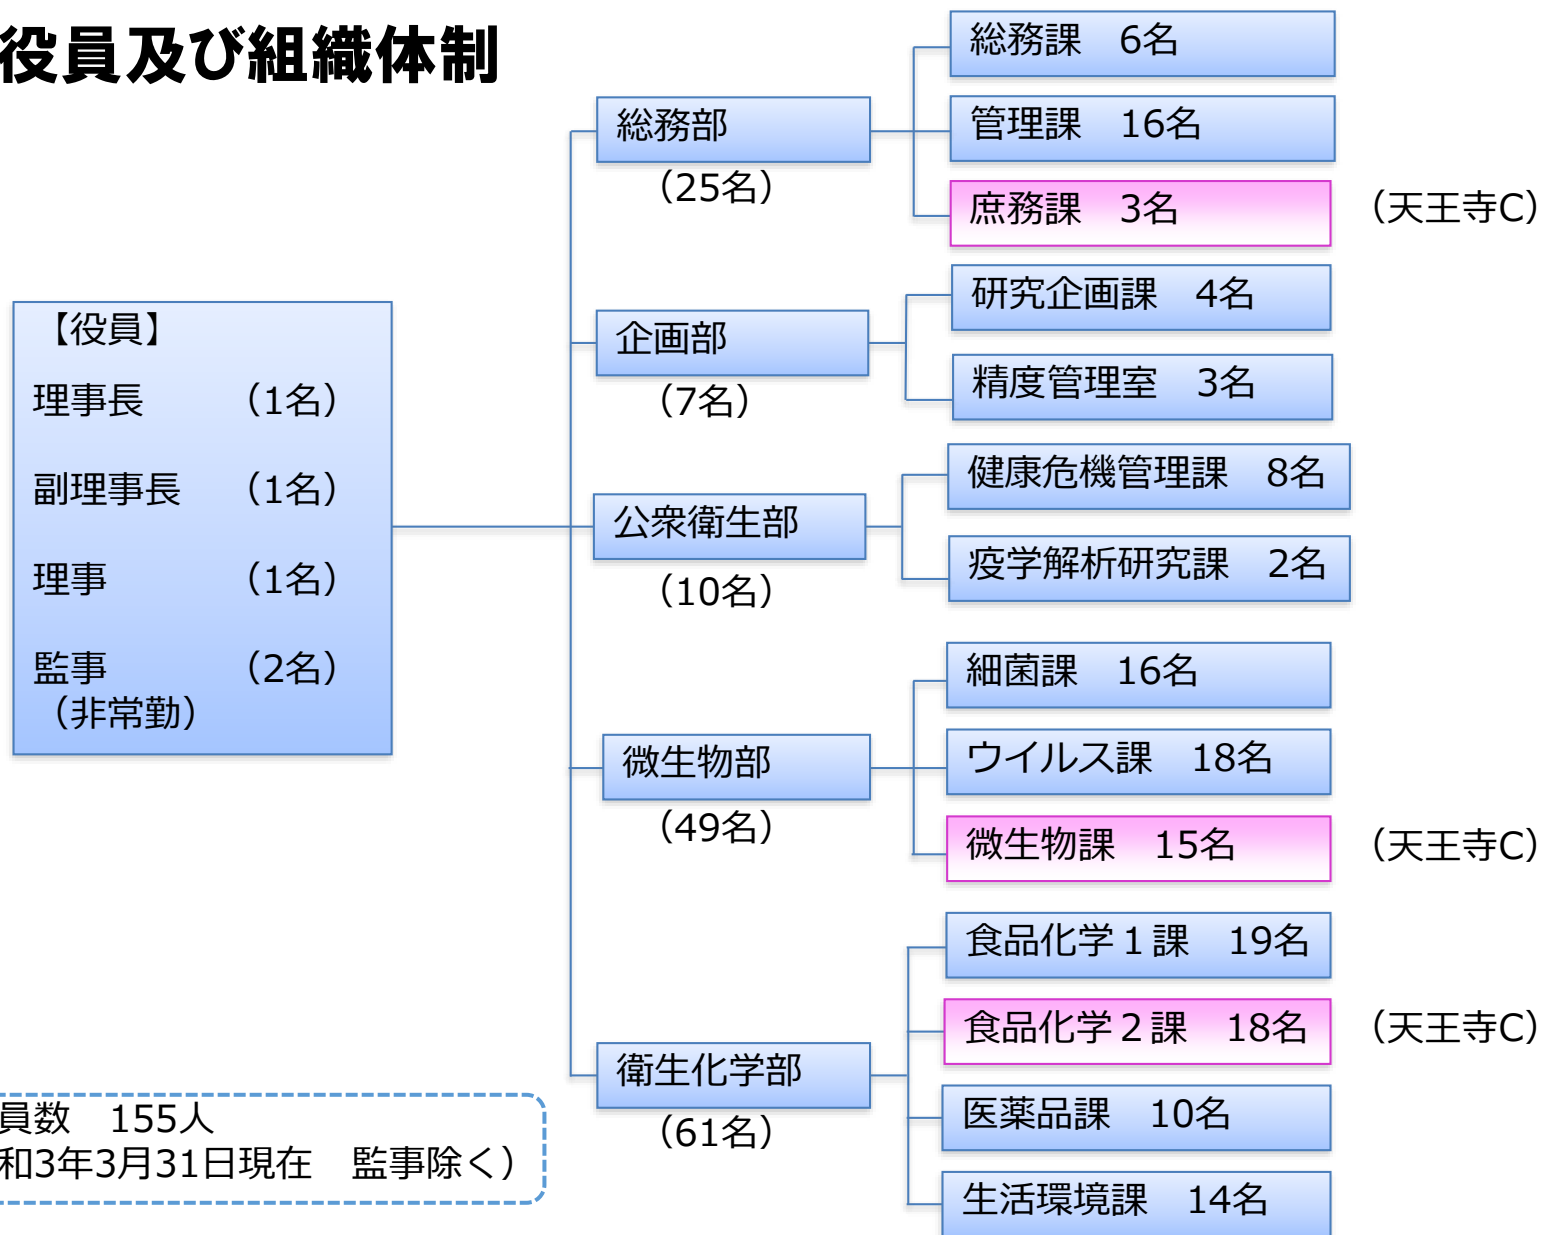 役員及び組織体制
【役員】
理事長　　（1名）
副理事長　（1名）
理事　　　（1名）
監事　　　（2名）
（非常勤）
総務部
（25名）
総務課　6名
管理課　16名
庶務課　3名　（天王寺C）
企画部
（7名）
研究企画課　4名
精度管理室　3名
公衆衛生部
（10名）
健康危機管理課　8名
疫学解析研究課　2名
微生物部
（49名）
細菌課　16名
ウイルス課　18名
微生物課　15名　（天王寺C）
衛生化学部
（61名）
食品化学１課　19名
食品化学２課　18名　（天王寺C）
医薬品課　10名
生活環境課　14名
員数　155人
和3年3月31日現在　監事除く）